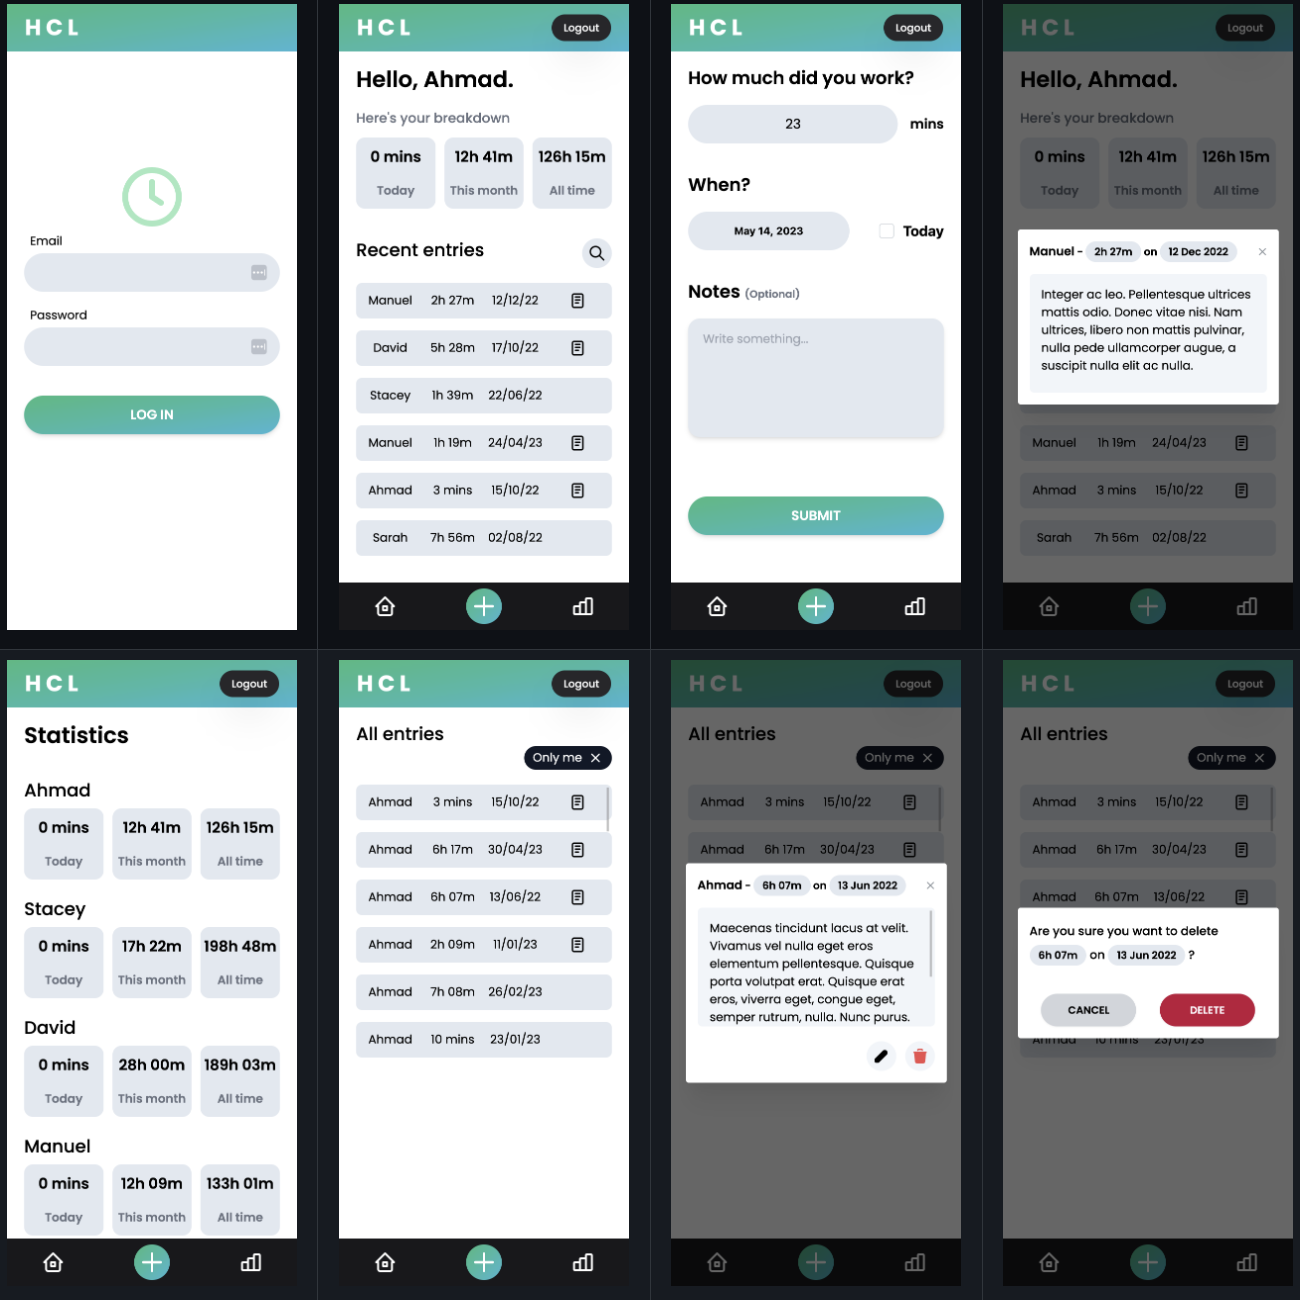 HCL
Email
Password
LOG IN
HCL
Logout
Hello, Ahmad.
Here's your breakdown
0 mins 12h 41m 126h 15m
Today This month All time
Recent entries
Manuel 2h 27m 12/12/22
David 5h 28m 17/10/22
Stacey 1h 39m 22/06/22
Manuel 1h 19m 24/04/23
Ahmad 3 mins 15/10/22
Sarah 7h 56m 02/08/22
HCL
Logout
How much did you work?
23 mins
When?
May 14, 2023 Today
Notes (Optional)
Write something...
SUBMIT
HCL
Logout
Hello, Ahmad.
Here's your breakdown
0 mins 12h 41m 126h 15m
Today This month All time
Manuel - 2h 27m on 12 Dec 2022 ×
Integer ac leo. Pellentesque ultrices
mattis odio. Donec vitae nisi. Nam
ultrices, libero non mattis pulvinar,
nulla pede ullamcorper augue, a
suscipit nulla elit ac nulla.
Manuel 1h 19m 24/04/23
Ahmad 3 mins 15/10/22
Sarah 7h 56m 02/08/22
HCL
Logout
Statistics
Ahmad
0 mins 12h 41m 126h 15m
Today This month All time
Stacey
0 mins 17h 22m 198h 48m
Today This month All time
David
0 mins 28h 00m 189h 03m
Today This month All time
Manuel
0 mins 12h 09m 133h 01m
Today This month All time
HCL
Logout
All entries
Only me ×
Ahmad 3 mins 15/10/22
Ahmad 6h 17m 30/04/23
Ahmad 6h 07m 13/06/22
Ahmad 2h 09m 11/01/23
Ahmad 7h 08m 26/02/23
Ahmad 10 mins 23/01/23
HCL
Logout
All entries
Only me ×
Ahmad 3 mins 15/10/22
Ahmad 6h 17m 30/04/23
Ahmad - 6h 07m on 13 Jun 2022 ×
Maecenas tincidunt lacus at velit.
Vivamus vel nulla eget eros
elementum pellentesque. Quisque
porta volutpat erat. Quisque erat
eros, viverra eget, congue eget,
semper rutrum, nulla. Nunc purus.
HCL
Logout
All entries
Only me ×
Ahmad 3 mins 15/10/22
Ahmad 6h 17m 30/04/23
Ahmad 6h 07m 13/06/22
Are you sure you want to delete
6h 07m on 13 Jun 2022 ?
CANCEL DELETE
Ahmad 10 mins 23/01/23